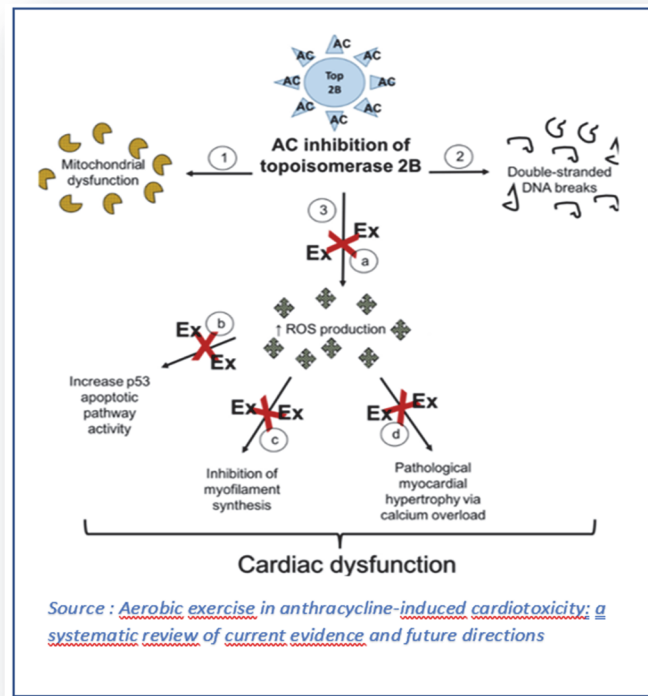 AC
AC AC
AC Top 2B AC
AC AC
AC
AC inhibition of
topoisomerase 2B
1
2
Mitochondrial
dysfunction
Double-stranded
DNA breaks
3
Ex
Ex
a
↑ ROS production
b
Ex
Ex
Increase p53
apoptotic
pathway
activity
Ex Ex
c
Inhibition of
myofilament
synthesis
Ex Ex
d
Pathological
myocardial
hypertrophy via
calcium overload
Cardiac dysfunction
Source : Aerobic exercise in anthracycline-induced cardiotoxicity: a
systematic review of current evidence and future directions